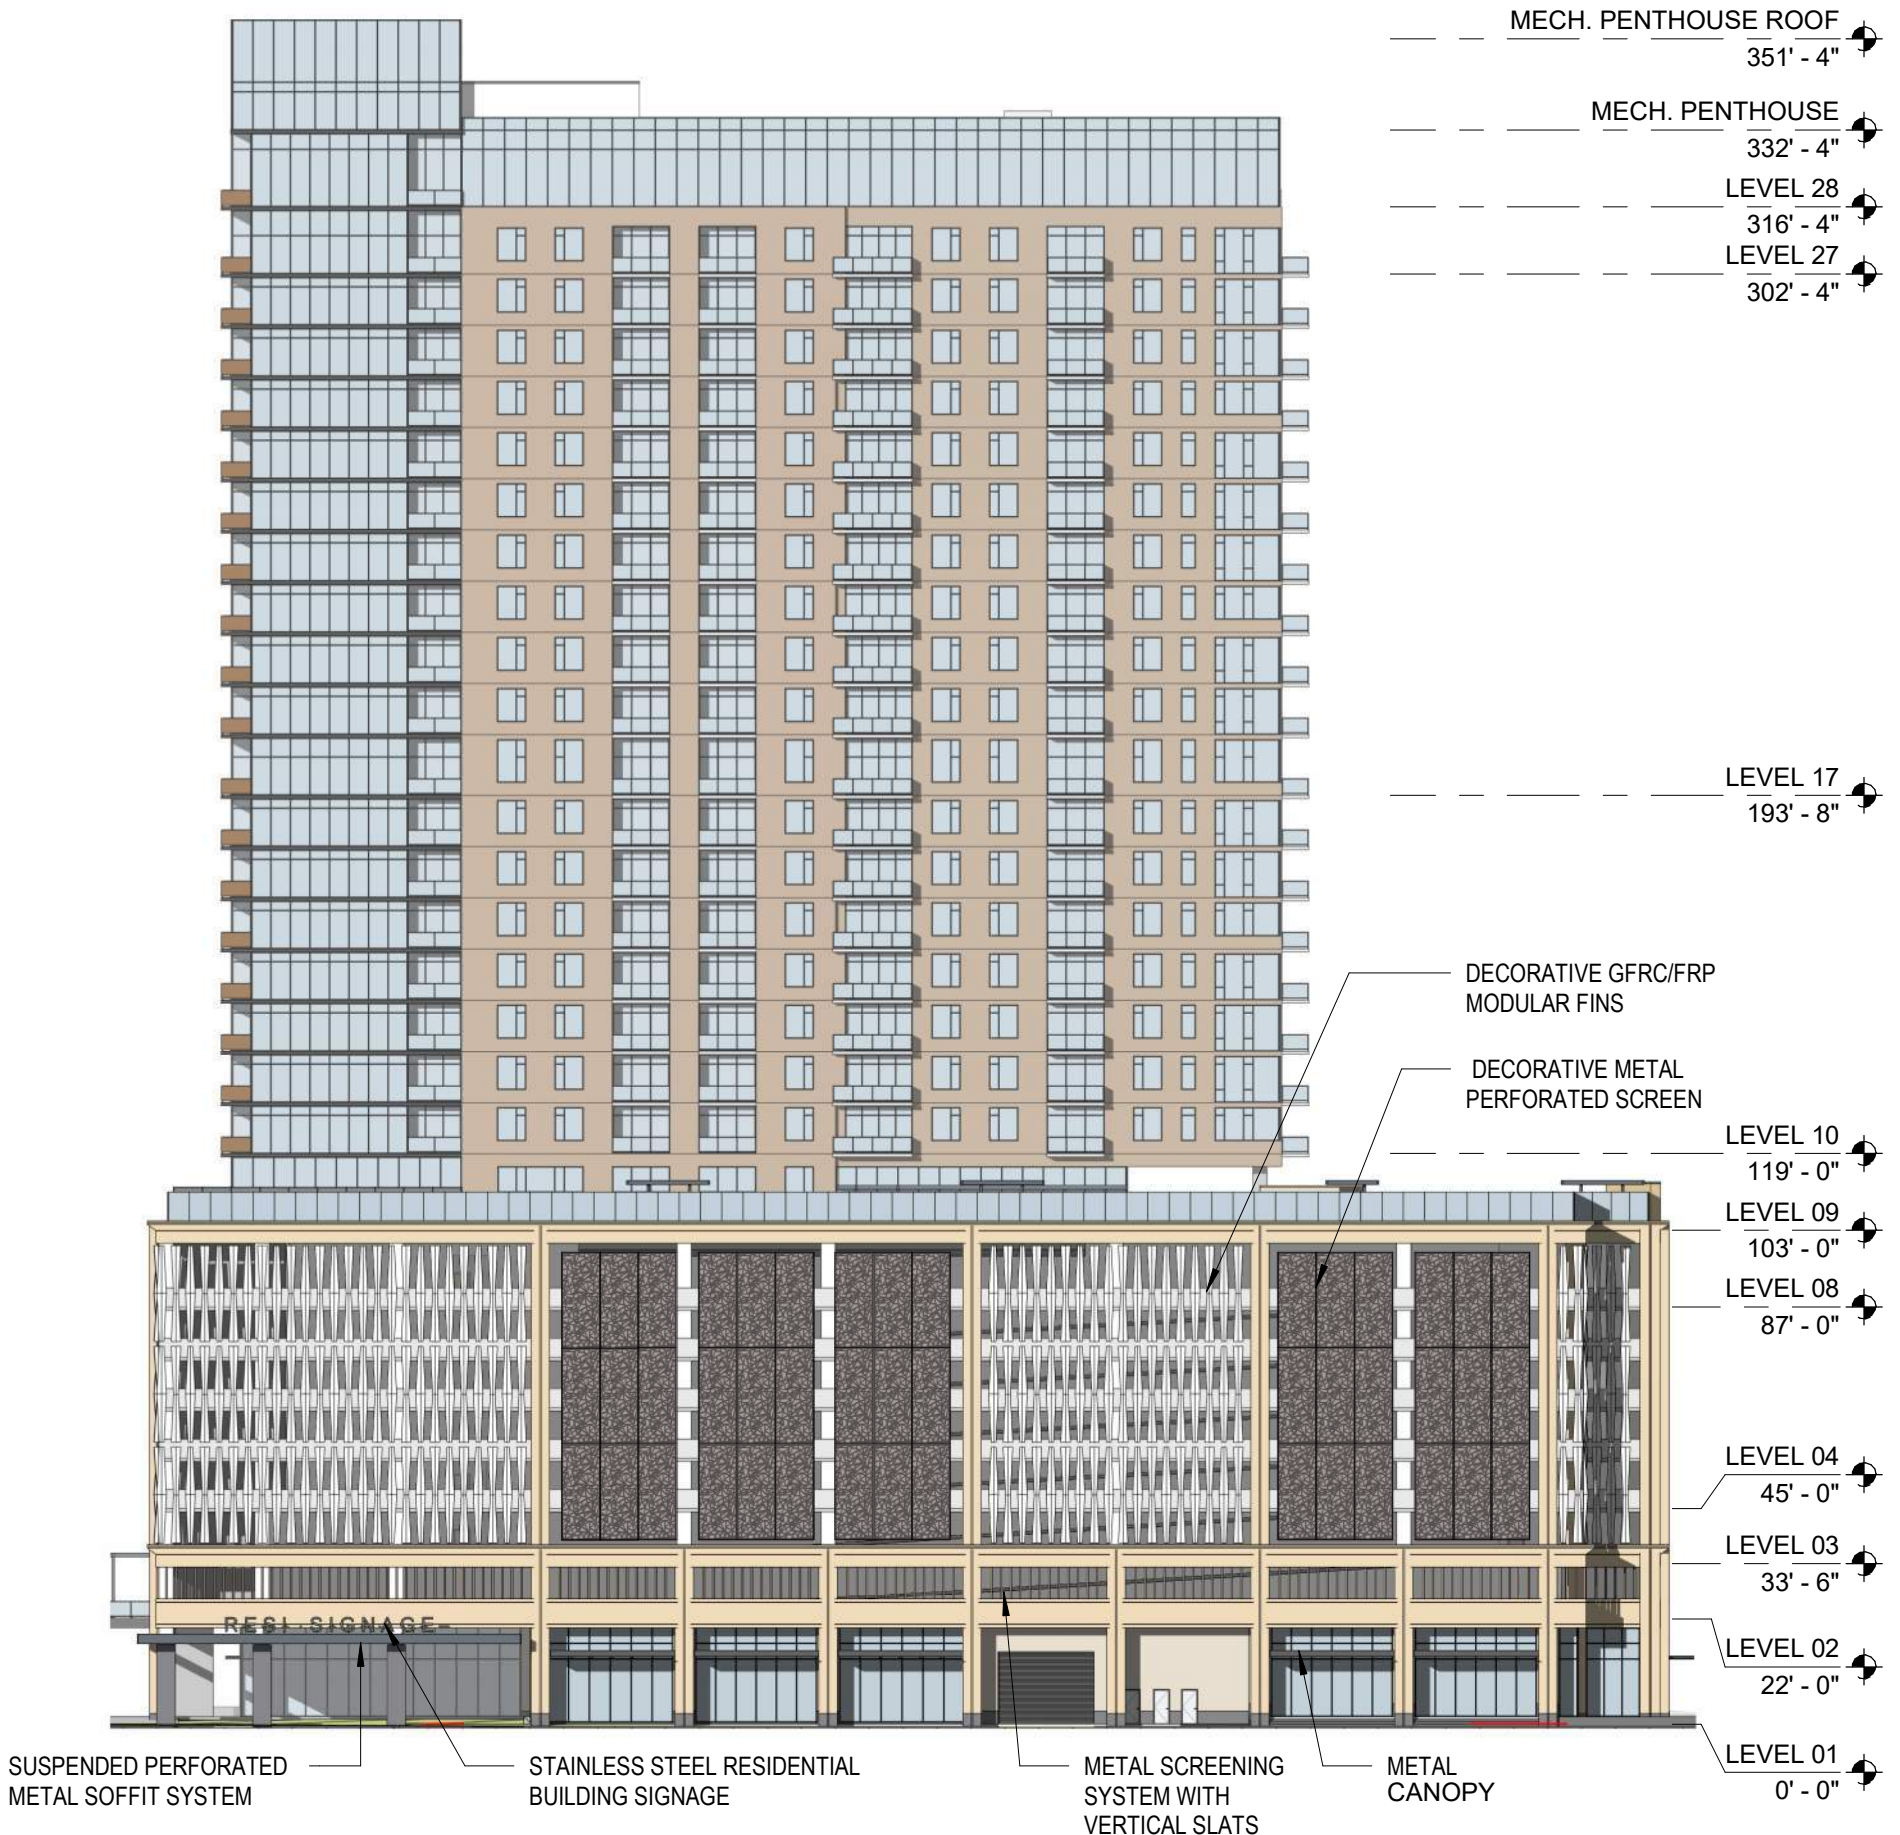 MECH. PENTHOUSE ROOF
351' - 4"
MECH. PENTHOUSE
332' - 4"
LEVEL 28
316' - 4"
LEVEL 27
302' - 4"
LEVEL 17
193' - 8"
DECORATIVE GFRC/FRP
MODULAR FINS
DECORATIVE METAL
PERFORATED SCREEN
LEVEL 10
119' - 0"
LEVEL 09
103' - 0"
LEVEL 08
87' - 0"
LEVEL 04
45' - 0"
LEVEL 03
33' - 6"
RESI SIGNAGE
LEVEL 02
22' - 0"
LEVEL 01
0' - 0"
SUSPENDED PERFORATED
METAL SOFFIT SYSTEM
STAINLESS STEEL RESIDENTIAL
BUILDING SIGNAGE
METAL SCREENING
SYSTEM WITH
VERTICAL SLATS
METAL
CANOPY